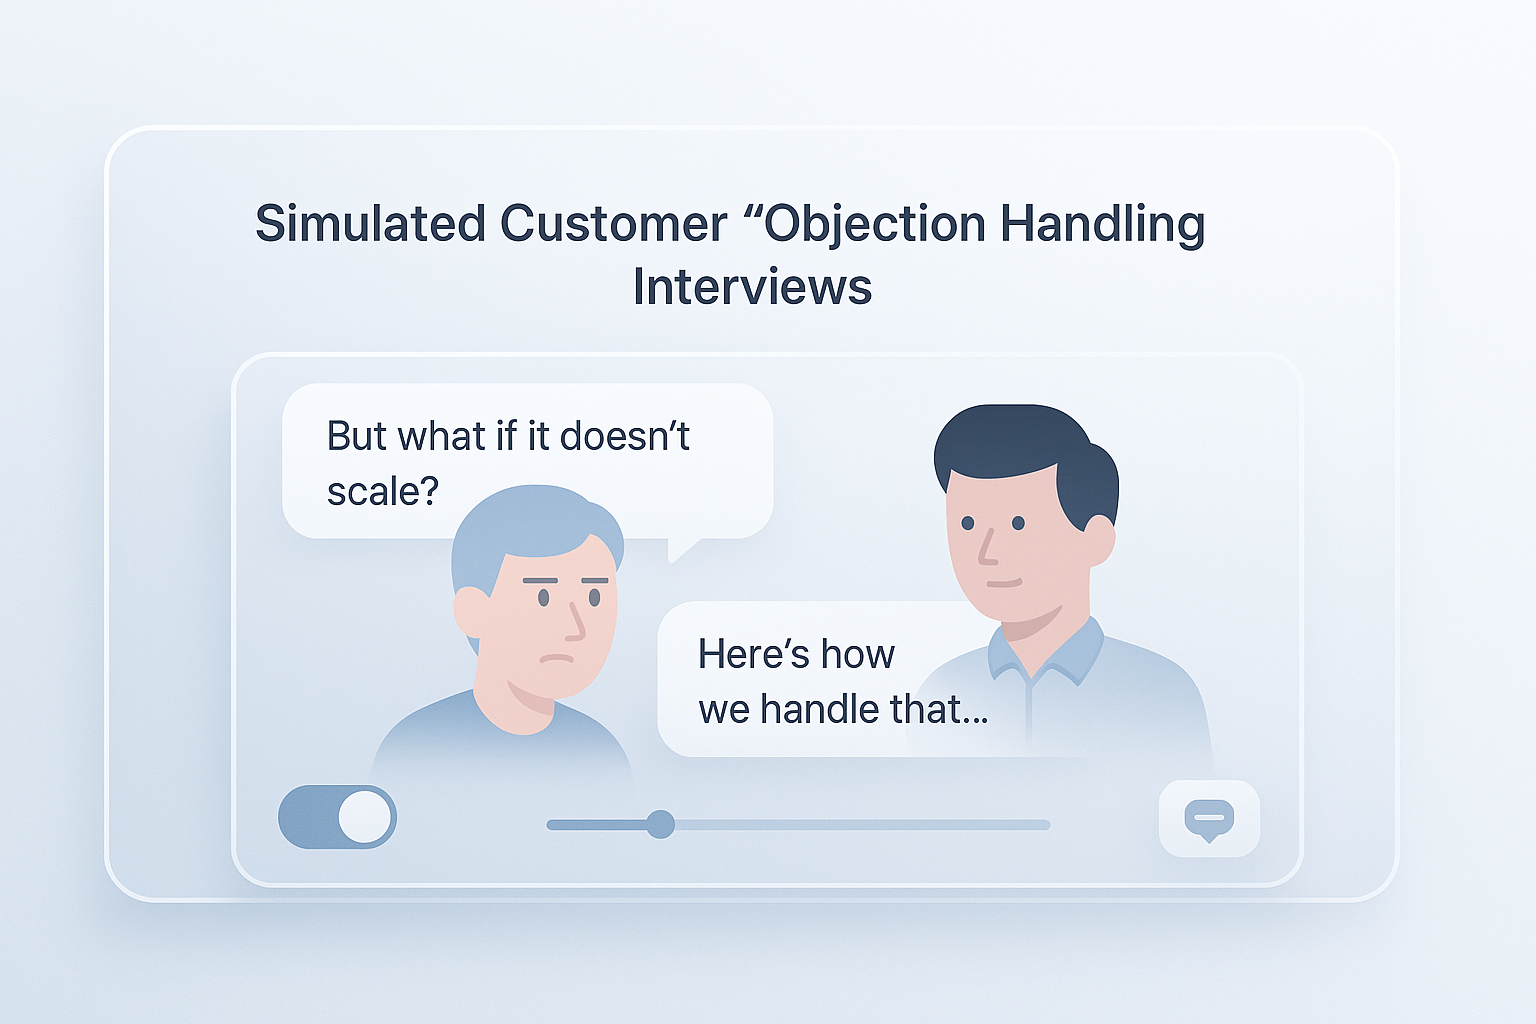 Simulated Customer “Objection Handling
Interviews
But what if it doesn’t
scale?
Here’s how
we handle that...